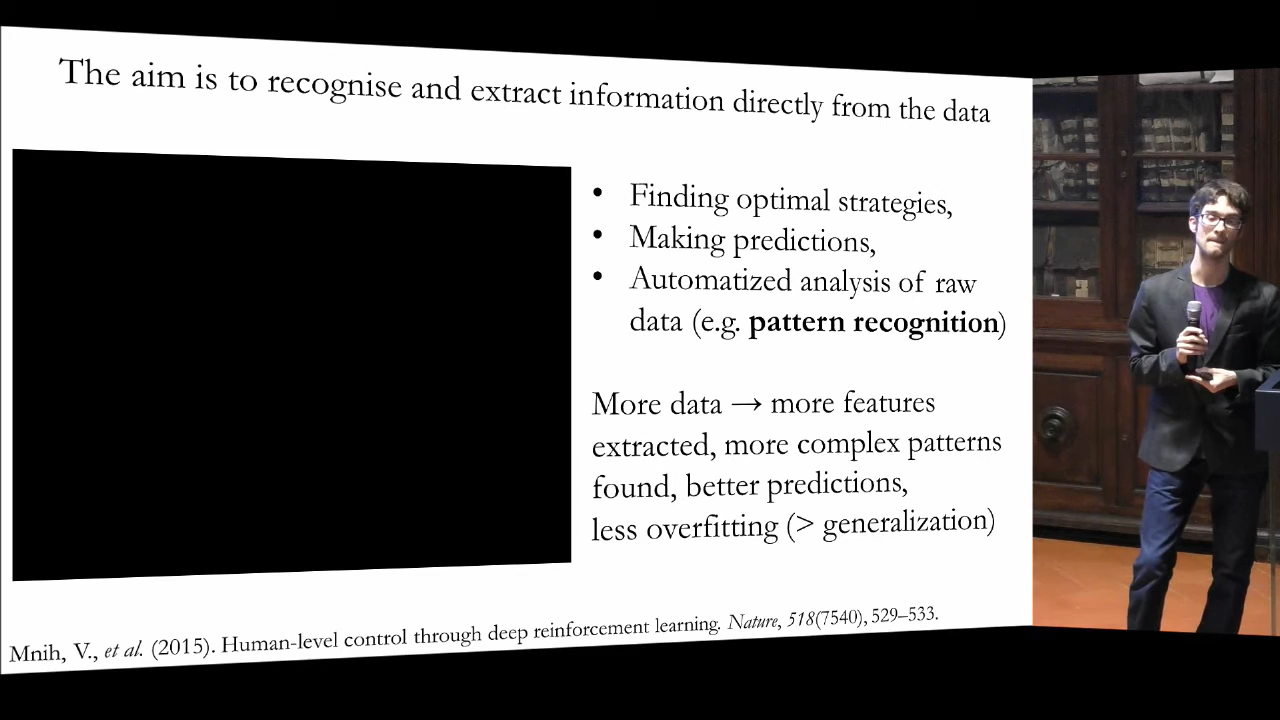 The aim is to recognise and extract information directly from the data
• Finding optimal strategies,
• Making predictions,
• Automatized analysis of raw
data (e.g. pattern recognition)
More data → more features
extracted, more complex patterns
found, better predictions,
less overfitting (> generalization)
Mnih, V., et al. (2015). Human-level control through deep reinforcement learning. Nature, 518(7540), 529–533.